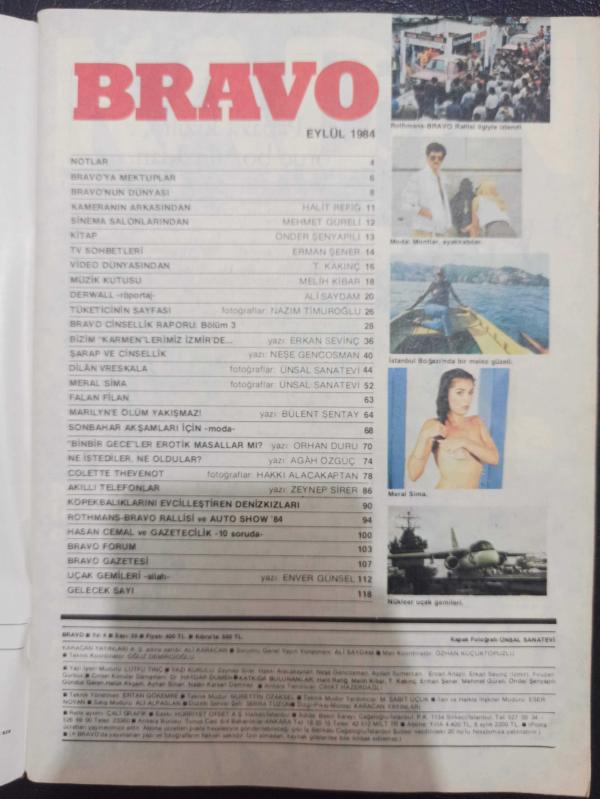 BRAVO
EYLÜL 1984
NOTLAR 4
BRAVO'YA MEKTUPLAR 6
BRAVO'NUN DÜNYASI 8
KAMERANIN ARKASINDAN HALİT REFİĞ 11
SİNEMA SALONLARINDAN MEHMET GÜRELİ 12
KİTAP ÖNDER ŞENYAPILI 13
TV SOHBETLERİ ERMAN ŞENER 14
VİDEO DÜNYASINDAN T. KAKINÇ 16
MÜZİK KUTUSU MELİH KİBAR 18
DERWALL -röportaj- ALİ SAYDAM 20
TÜKETİCİNİN SAYFASI fotoğraflar: NAZIM TİMUROĞLU 26
BRAVO CİNSELLİK RAPORU: Bölüm 3 28
BİZİM "KARMEN"LERİMİZ İZMİR'DE... yazı: ERKAN SEVİNÇ 36
ŞARAP VE CİNSELLİK yazı: NEŞE GENCOSMAN 40
DİLÂN VRESKALA fotoğraflar: ÜNSAL SANATEVİ 44
MERAL SİMA fotoğraflar: ÜNSAL SANATEVİ 52
FALAN FİLAN 63
MARILYN'E ÖLÜM YAKIŞMAZ! yazı: BÜLENT ŞENTAY 64
SONBAHAR AKŞAMLARI İÇİN -moda- 68
"BİNBİR GECE"LER EROTİK MASALLAR MI? yazı: ORHAN DURU 70
NE İSTEDİLER, NE OLDULAR? yazı: AGÂH ÖZGÜÇ 74
COLETTE THEVENOT fotoğraflar: HAKKI ALACAKAPTAN 78
AKILLI TELEFONLAR yazı: ZEYNEP SİRER 86
KÖPEKBALIKLARINI EVCİLLEŞTİREN DENİZKIZLARI 90
ROTHMANS-BRAVO RALLİSİ ve AUTO SHOW '84 94
HASAN CEMAL ve GAZETECİLİK -10 soruda- 100
BRAVO FORUM 103
BRAVO GAZETESİ 107
UÇAK GEMİLERİ -silah- yazı: ENVER GÜNSEL 112
GELECEK SAYI 118
Rothmans-BRAVO Rallisi ilgiyle izlendi.
Moda: Montlar, ayakkabılar.
İstanbul Boğazı'nda bir melez güzeli.
Meral Sima.
Nükleer uçak gemileri.
Kapak Fotoğrafı: ÜNSAL SANATEVİ